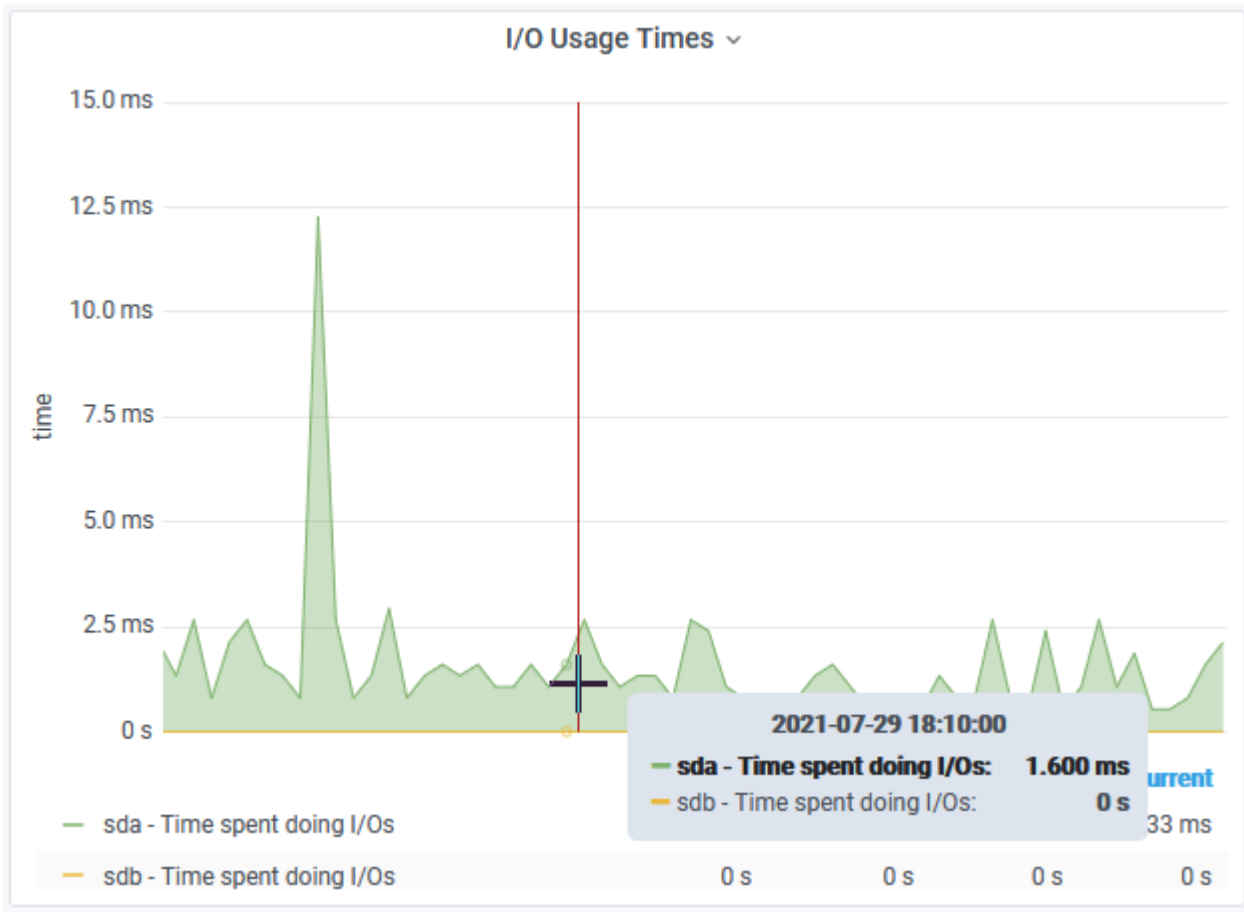 I/O Usage Times
15.0 ms
12.5 ms
10.0 ms
7.5 ms
5.0 ms
2.5 ms
0 s
time
2021-07-29 18:10:00
sda - Time spent doing I/Os: 1.600 ms
sdb - Time spent doing I/Os: 0 s
urrent
sda - Time spent doing I/Os 33 ms
sdb - Time spent doing I/Os 0 s 0 s 0 s 0 s